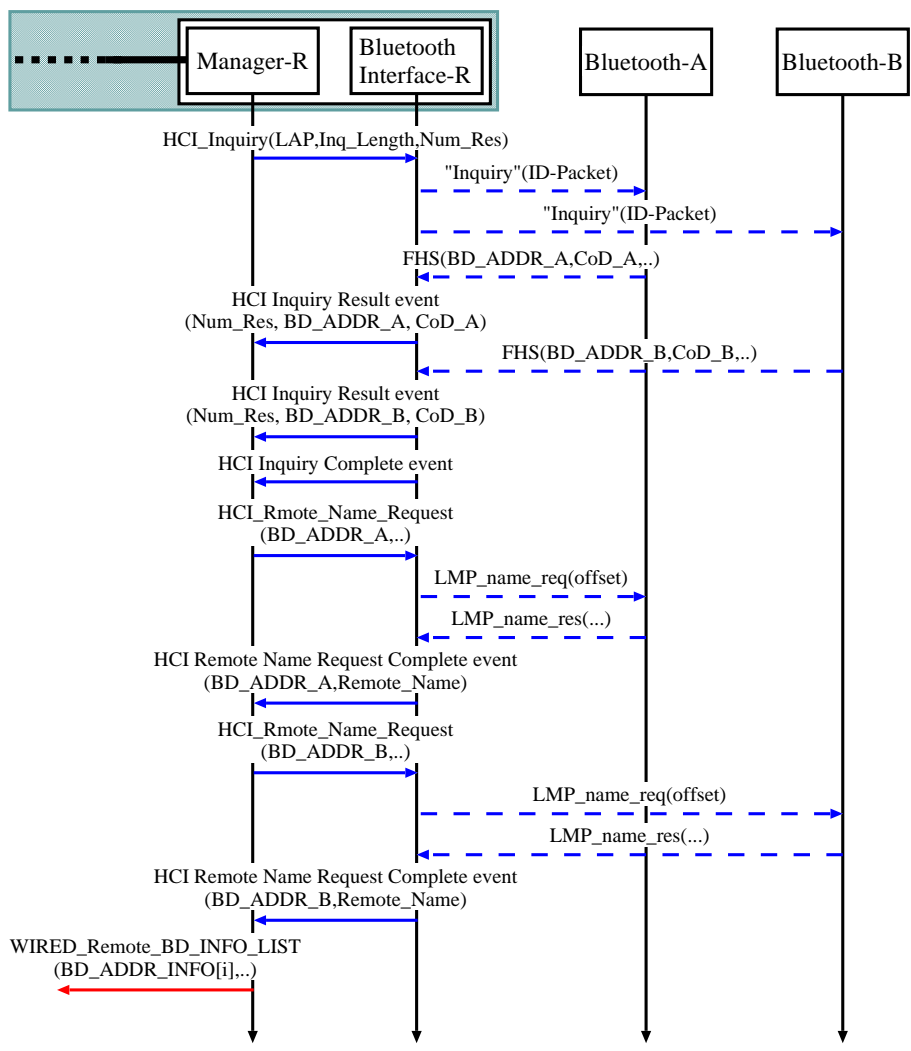 Manager-R
Bluetooth
Interface-R
Bluetooth-A
Bluetooth-B
HCI_Inquiry(LAP,Inq_Length,Num_Res)
"Inquiry"(ID-Packet)
"Inquiry"(ID-Packet)
FHS(BD_ADDR_A,CoD_A,..)
HCI Inquiry Result event
(Num_Res, BD_ADDR_A, CoD_A)
FHS(BD_ADDR_B,CoD_B,..)
HCI Inquiry Result event
(Num_Res, BD_ADDR_B, CoD_B)
HCI Inquiry Complete event
HCI_Rmote_Name_Request
(BD_ADDR_A,..)
LMP_name_req(offset)
LMP_name_res(...)
HCI Remote Name Request Complete event
(BD_ADDR_A,Remote_Name)
HCI_Rmote_Name_Request
(BD_ADDR_B,..)
LMP_name_req(offset)
LMP_name_res(...)
HCI Remote Name Request Complete event
(BD_ADDR_B,Remote_Name)
WIRED_Remote_BD_INFO_LIST
(BD_ADDR_INFO[i],..)